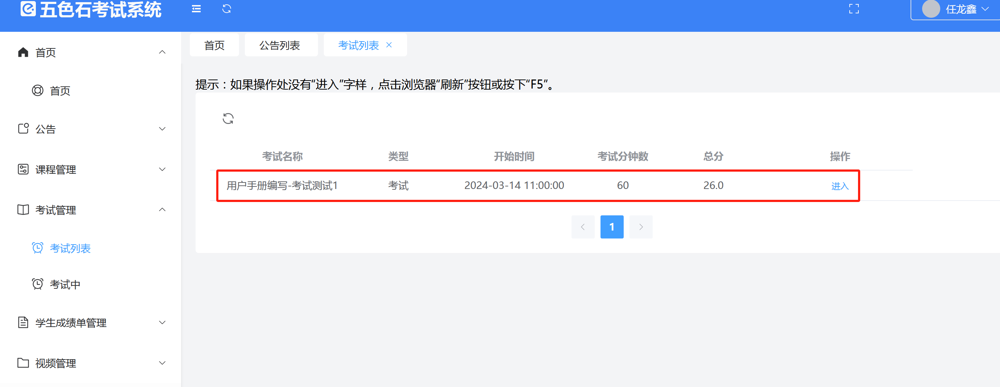 五色石考试系统
任龙鑫
首页
首页
公告
课程管理
考试管理
考试列表
考试中
学生成绩单管理
视频管理
首页 公告列表 考试列表
提示：如果操作处没有“进入”字样，点击浏览器“刷新”按钮或按下“F5”。
考试名称 类型 开始时间 考试分钟数 总分 操作
用户手册编写-考试测试1 考试 2024-03-14 11:00:00 60 26.0 进入
1